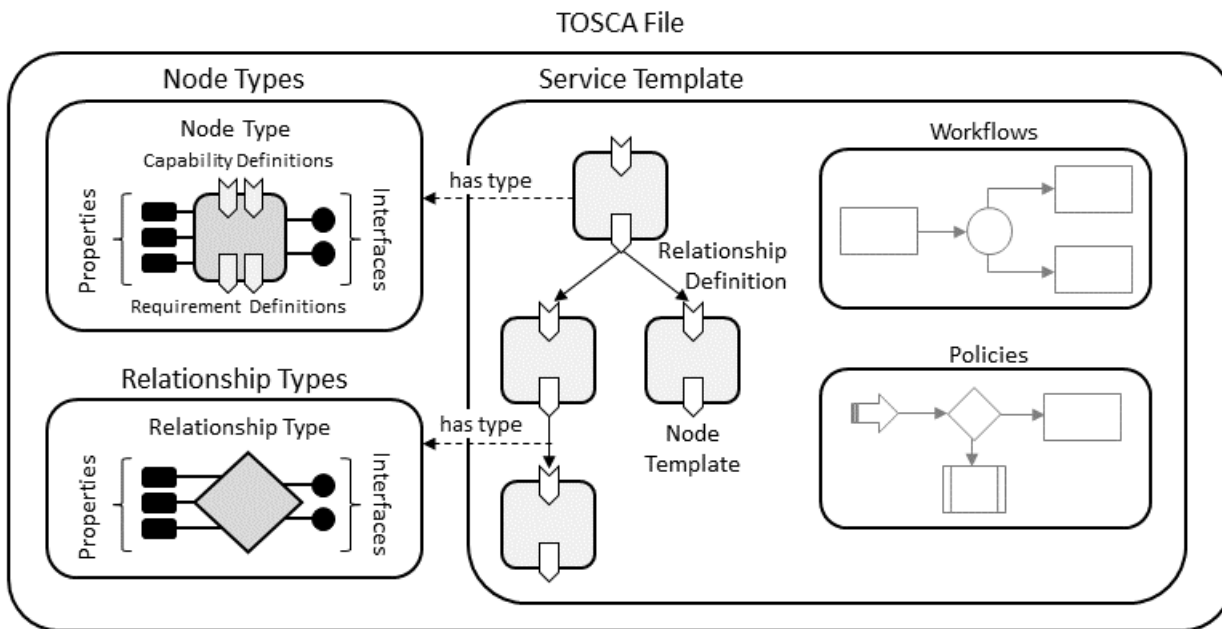 TOSCA File
Node Types
Node Type
Capability Definitions
Properties
Interfaces
Requirement Definitions
Relationship Types
Relationship Type
Properties
Interfaces
Service Template
has type
Relationship
Definition
has type
Node
Template
Workflows
Policies